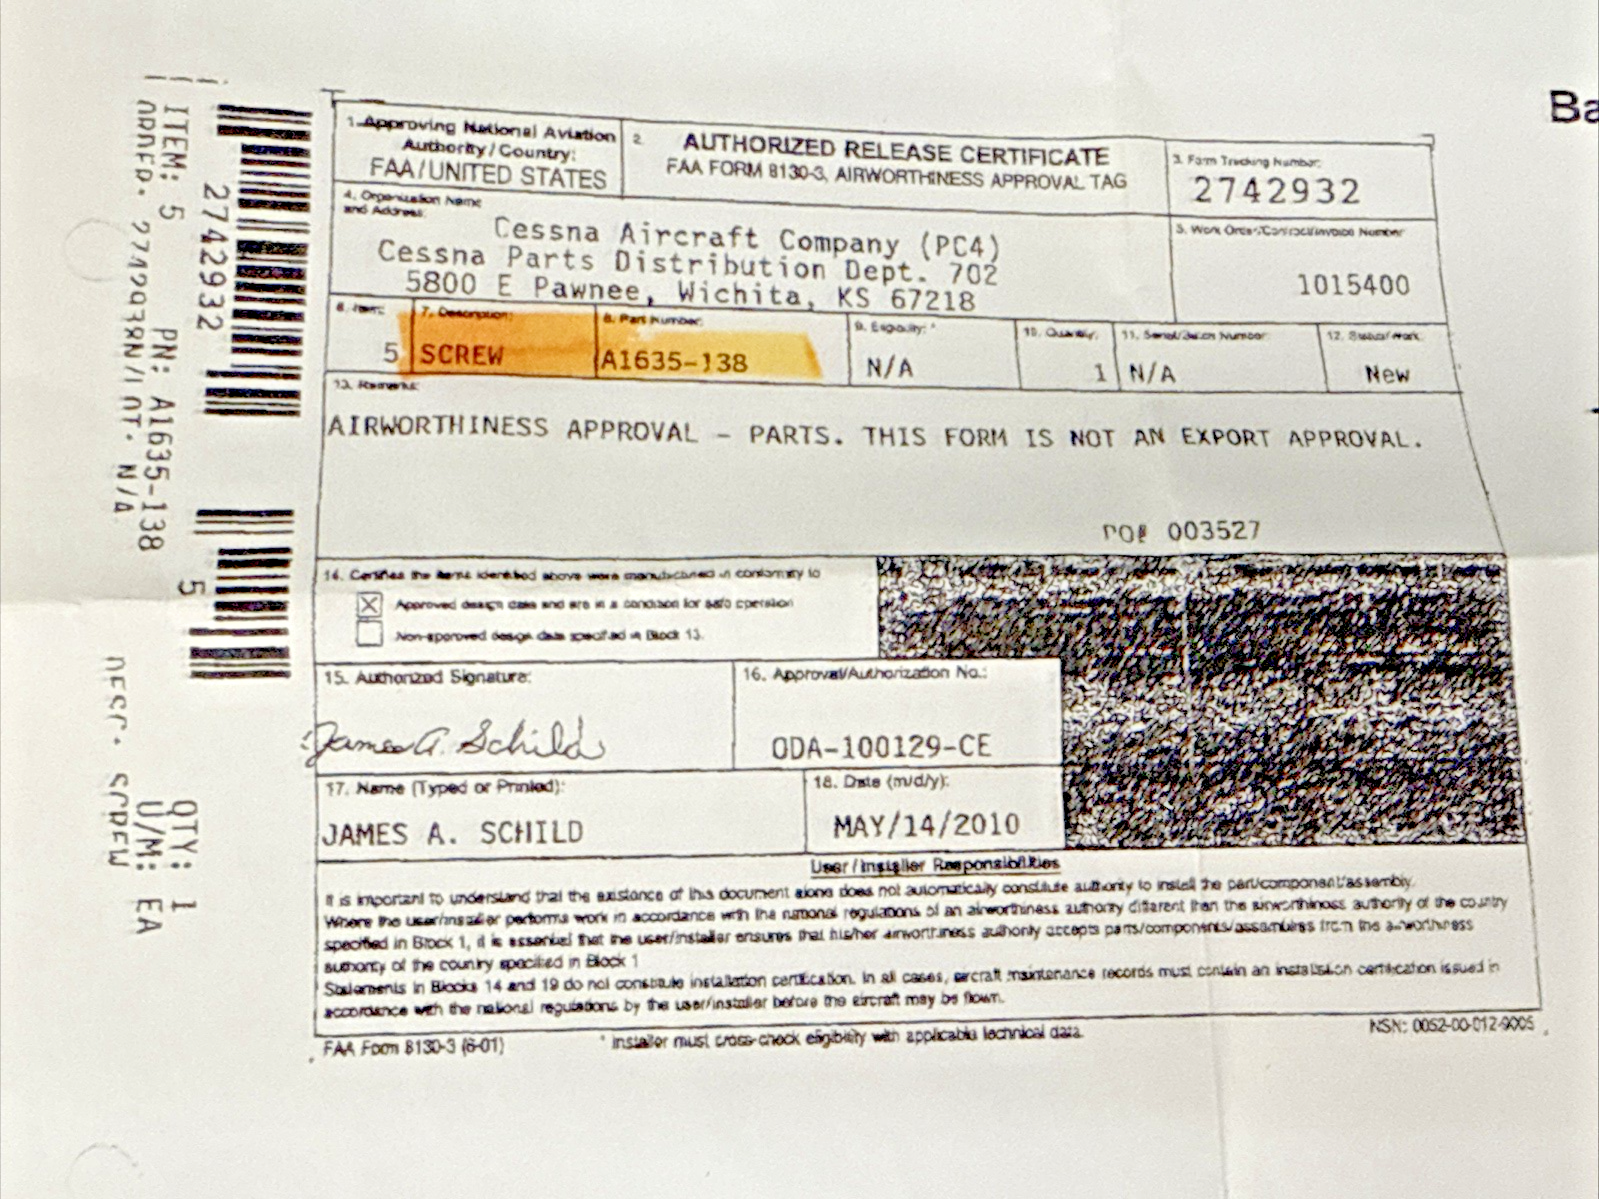 Ba
1. Approving National Aviation
Authority/Country:
FAA/UNITED STATES
2. AUTHORIZED RELEASE CERTIFICATE
FAA FORM 8130-3, AIRWORTHINESS APPROVAL TAG
3. Form Tracking Number:
2742932
4. Organization Name
and Address:
Cessna Aircraft Company (PC4)
Cessna Parts Distribution Dept. 702
5800 E Pawnee, Wichita, KS 67218
5. Work Order/Contract/Invoice Number
1015400
6. Item:
5
7. Description:
SCREW
8. Part Number:
A1635-138
9. Eligibility: *
N/A
10. Quantity:
1
11. Serial/Batch Number:
N/A
12. Status/Work:
New
13. Remarks:
AIRWORTHINESS APPROVAL - PARTS. THIS FORM IS NOT AN EXPORT APPROVAL.
PO# 003527
14. Certifies the items identified above were manufactured in conformity to
Approved design data and are in a condition for safe operation
Non-approved design data specified in Block 13.
15. Authorized Signature:
James A. Schild
16. Approval/Authorization No.:
ODA-100129-CE
17. Name (Typed or Printed):
JAMES A. SCHILD
18. Date (m/d/y):
MAY/14/2010
User/Installer Responsibilities
It is important to understand that the existence of this document alone does not automatically constitute authority to install the part/component/assembly.
Where the user/installer performs work in accordance with the national regulations of an airworthiness authority different than the airworthiness authority of the country
specified in Block 1, it is essential that the user/installer ensures that his/her airworthiness authority accepts parts/components/assemblies from the airworthiness
authority of the country specified in Block 1
Statements in Blocks 14 and 19 do not constitute installation certification. In all cases, aircraft maintenance records must contain an installation certification issued in
accordance with the national regulations by the user/installer before the aircraft may be flown.
FAA Form 8130-3 (6-01)
* Installer must cross-check eligibility with applicable technical data.
NSN: 0052-00-012-9005
2742932
5
ITEM: 5 PN: A1635-138 QTY: 1
U/M: EA
N/A
DESC: SCREW